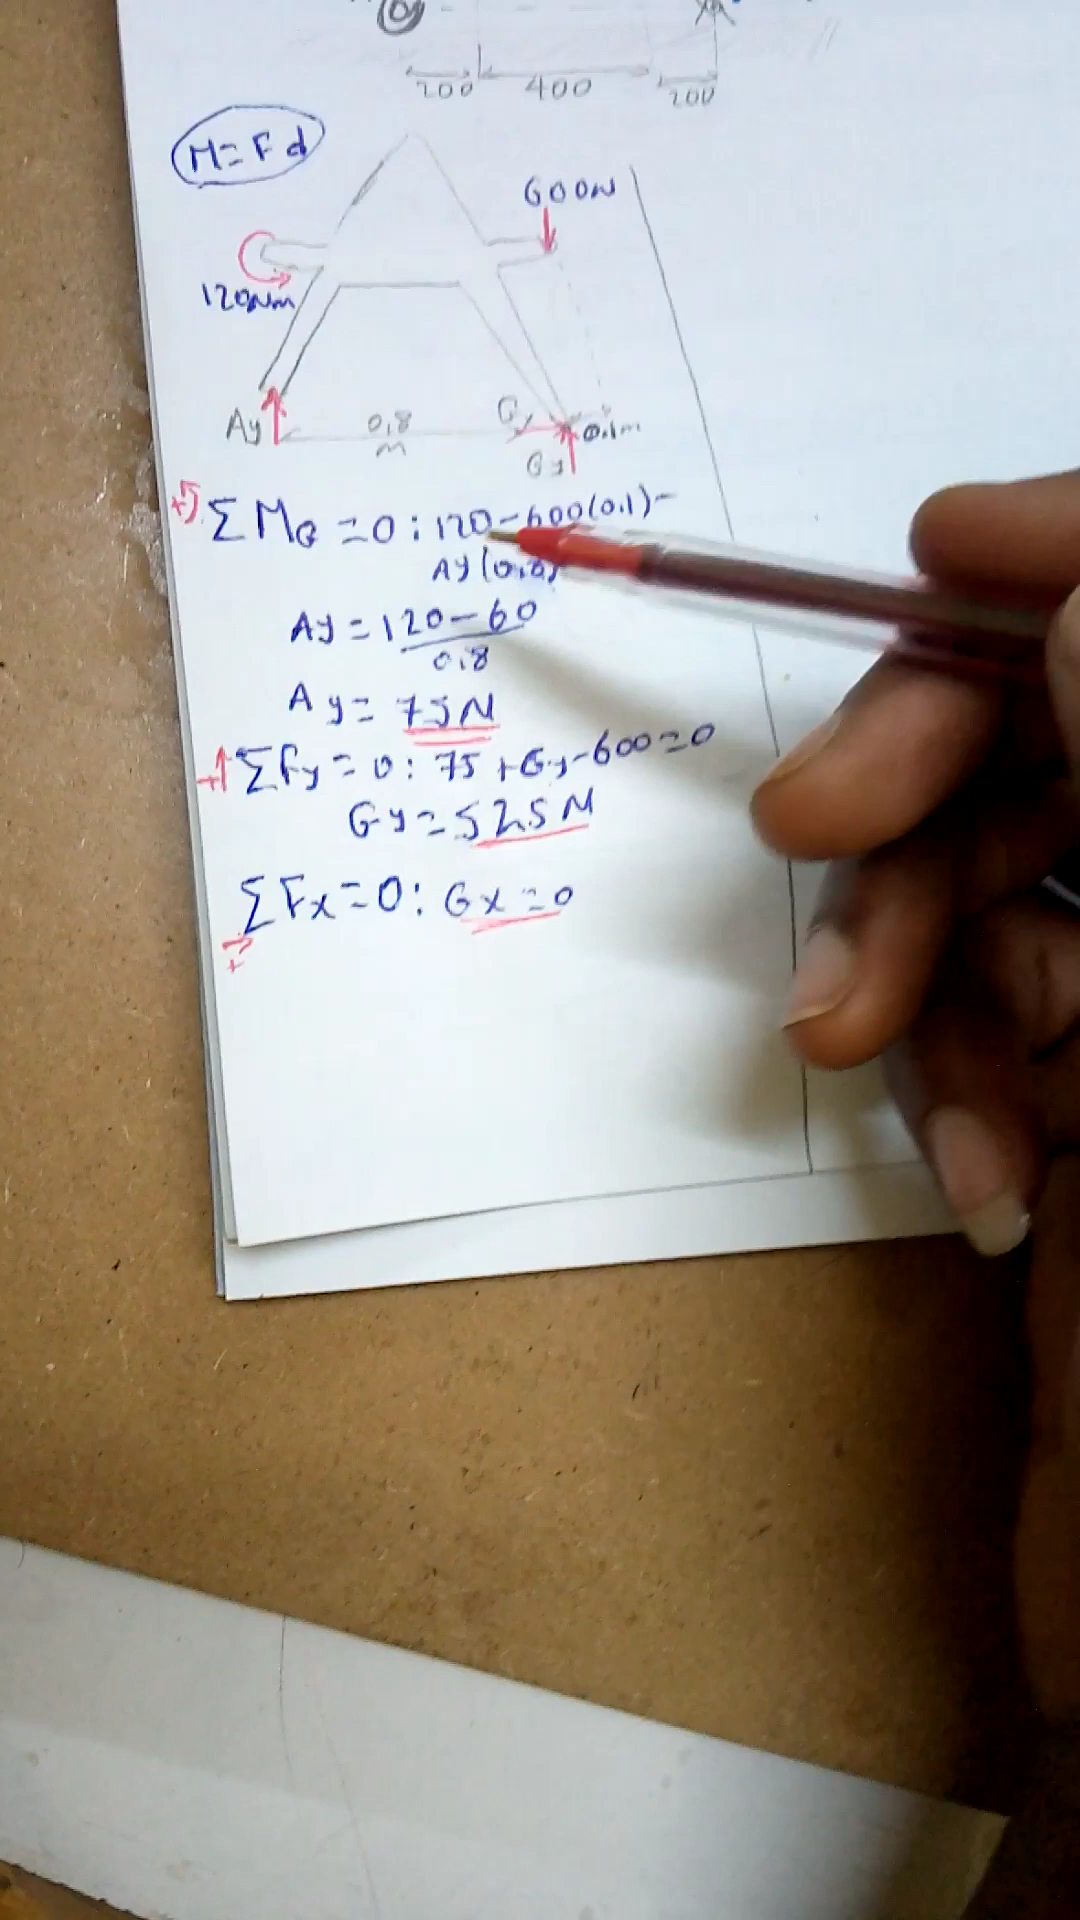 200 400 200
M = Fd
600N
120Nm
Ay 0,8 m Gx 0.1m
Gy
+ ΣMG = 0 : 120 - 600(0.1) -
Ay(0,8)
Ay = 120 - 60
0,8
Ay = 75N
+↑ ΣFy = 0 : 75 + Gy - 600 = 0
Gy = 525N
ΣFx = 0 : Gx = 0
+→